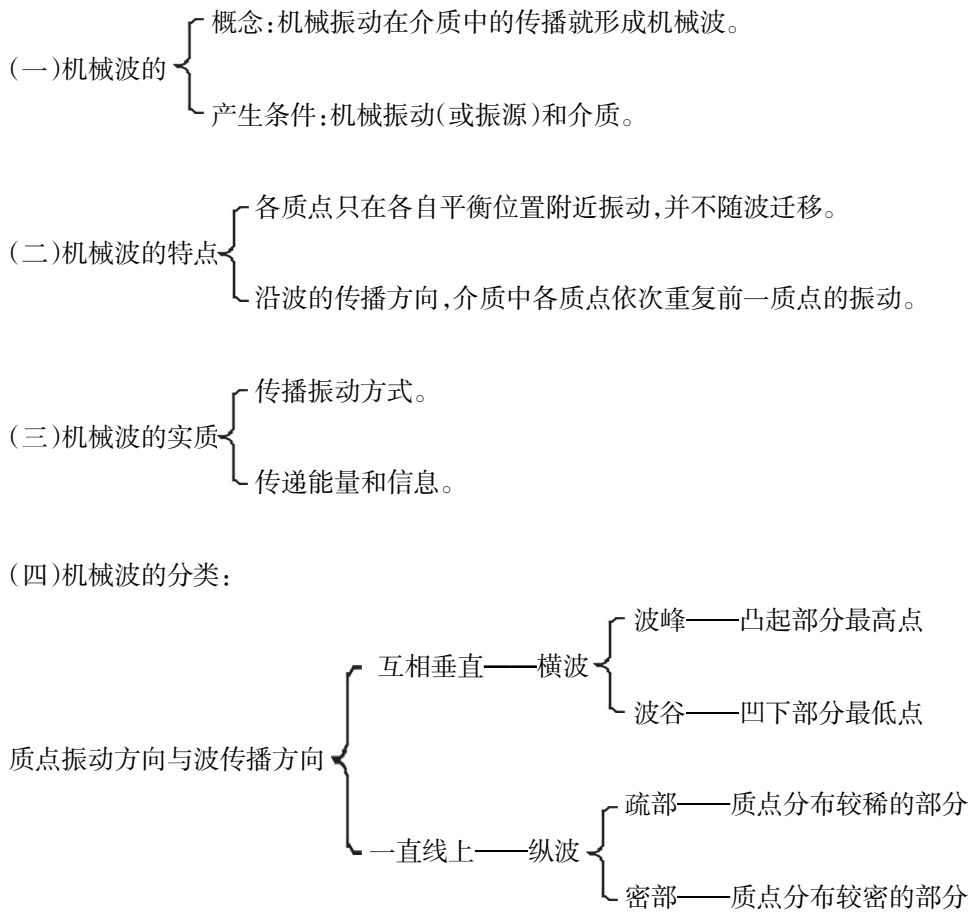 概念:机械振动在介质中的传播就形成机械波。
(一)机械波的
产生条件:机械振动(或振源)和介质。
各质点只在各自平衡位置附近振动,并不随波迁移。
(二)机械波的特点
沿波的传播方向,介质中各质点依次重复前一质点的振动。
传播振动方式。
(三)机械波的实质
传递能量和信息。
(四)机械波的分类:
波峰——凸起部分最高点
互相垂直——横波
波谷——凹下部分最低点
质点振动方向与波传播方向
疏部——质点分布较稀的部分
一直线上——纵波
密部——质点分布较密的部分